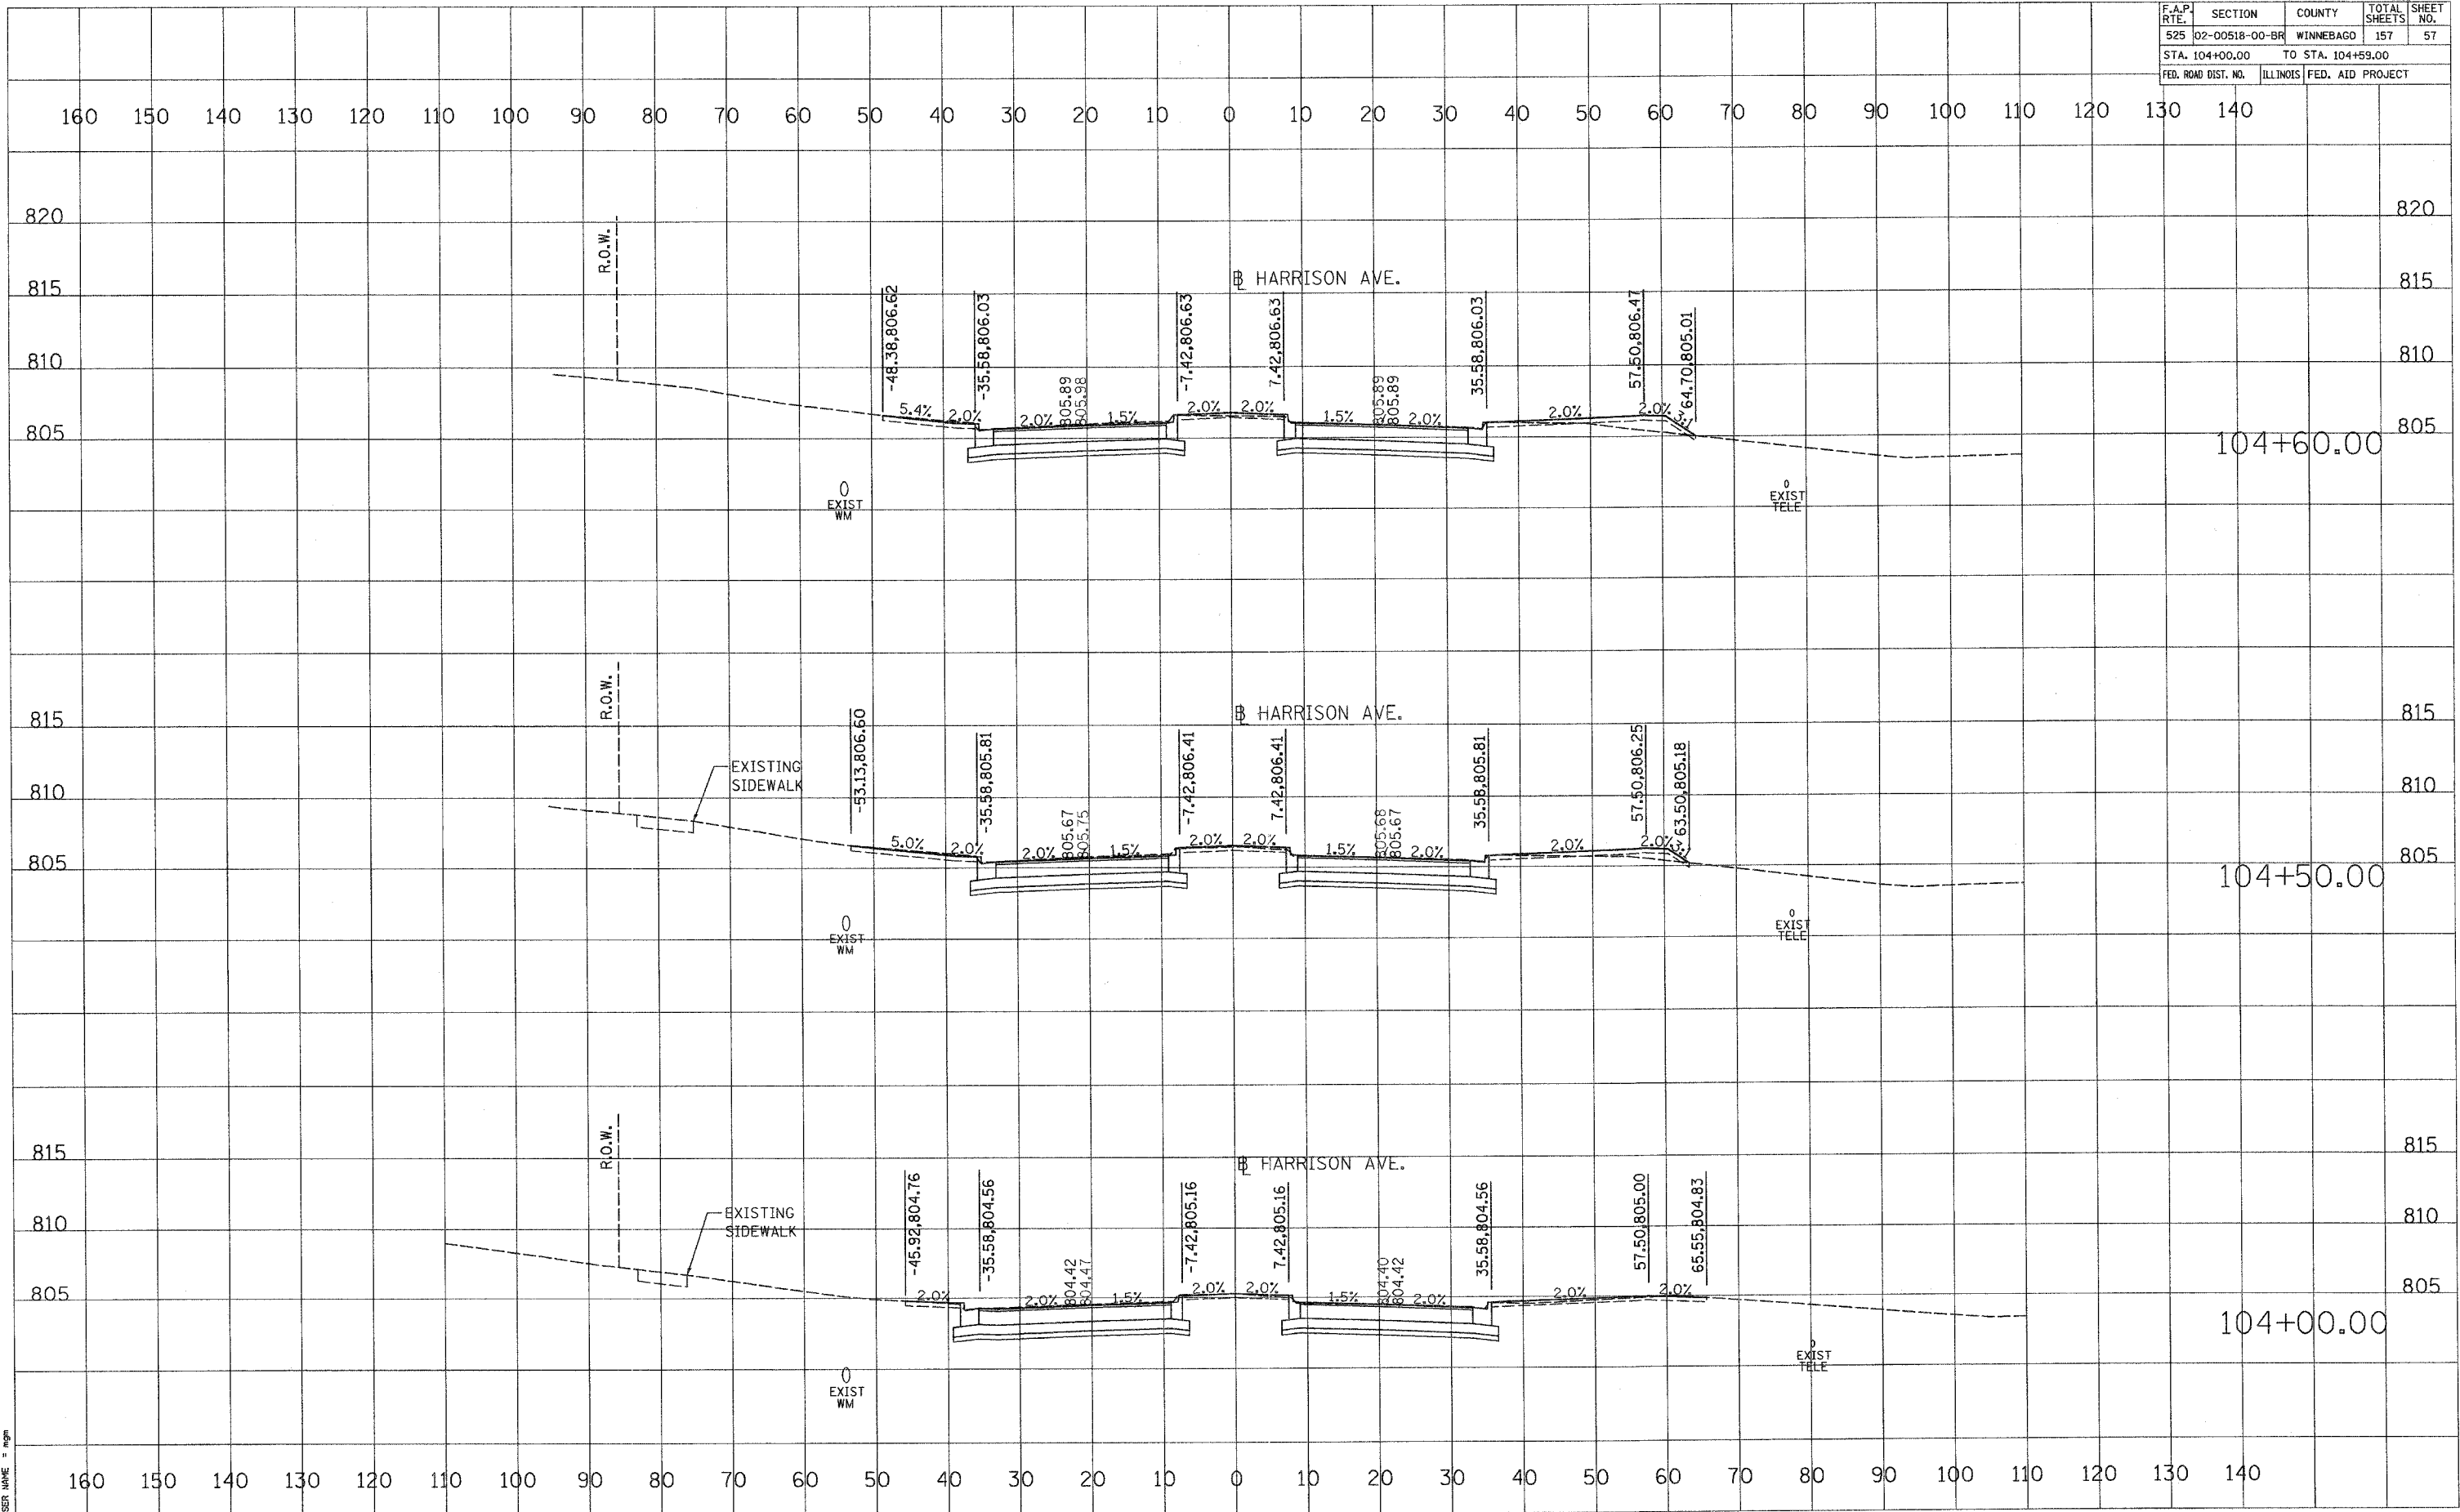 F.A.P. RTE. SECTION COUNTY TOTAL SHEETS SHEET NO.
525 02-00518-00-BR WINNEBAGO 157 57
STA. 104+00.00 TO STA. 104+59.00
FED. ROAD DIST. NO. ILLINOIS FED. AID PROJECT
160 150 140 130 120 110 100 90 80 70 60 50 40 30 20 10 0 10 20 30 40 50 60 70 80 90 100 110 120 130 140
820 820
R.O.W.
815 815
℄ HARRISON AVE.
-48.38,806.62
-35.58,806.03
805.89
805.98
-7.42,806.63
7.42,806.63
805.89
805.89
35.58,806.03
57.50,806.47
64.70,805.01
810 810
5.4% 2.0% 2.0% 1.5% 2.0% 2.0% 1.5% 2.0% 2.0% 2.0% 3:1
805 805
104+60.00
0 EXIST WM
0 EXIST TELE
R.O.W.
815 815
℄ HARRISON AVE.
EXISTING
SIDEWALK
-53.13,806.60
-35.58,805.81
805.67
805.75
-7.42,806.41
7.42,806.41
805.68
805.67
35.58,805.81
57.50,806.25
63.50,805.18
810 810
5.0% 2.0% 2.0% 1.5% 2.0% 2.0% 1.5% 2.0% 2.0% 2.0% 3:1
805 805
104+50.00
0 EXIST WM
0 EXIST TELE
R.O.W.
815 815
℄ HARRISON AVE.
EXISTING
SIDEWALK
-45.92,804.76
-35.58,804.56
804.42
804.47
-7.42,805.16
7.42,805.16
804.40
804.42
35.58,804.56
57.50,805.00
65.55,804.83
810 810
2.0% 2.0% 1.5% 2.0% 2.0% 1.5% 2.0% 2.0% 2.0%
805 805
104+00.00
0 EXIST WM
0 EXIST TELE
160 150 140 130 120 110 100 90 80 70 60 50 40 30 20 10 0 10 20 30 40 50 60 70 80 90 100 110 120 130 140
SER NAME = mgm